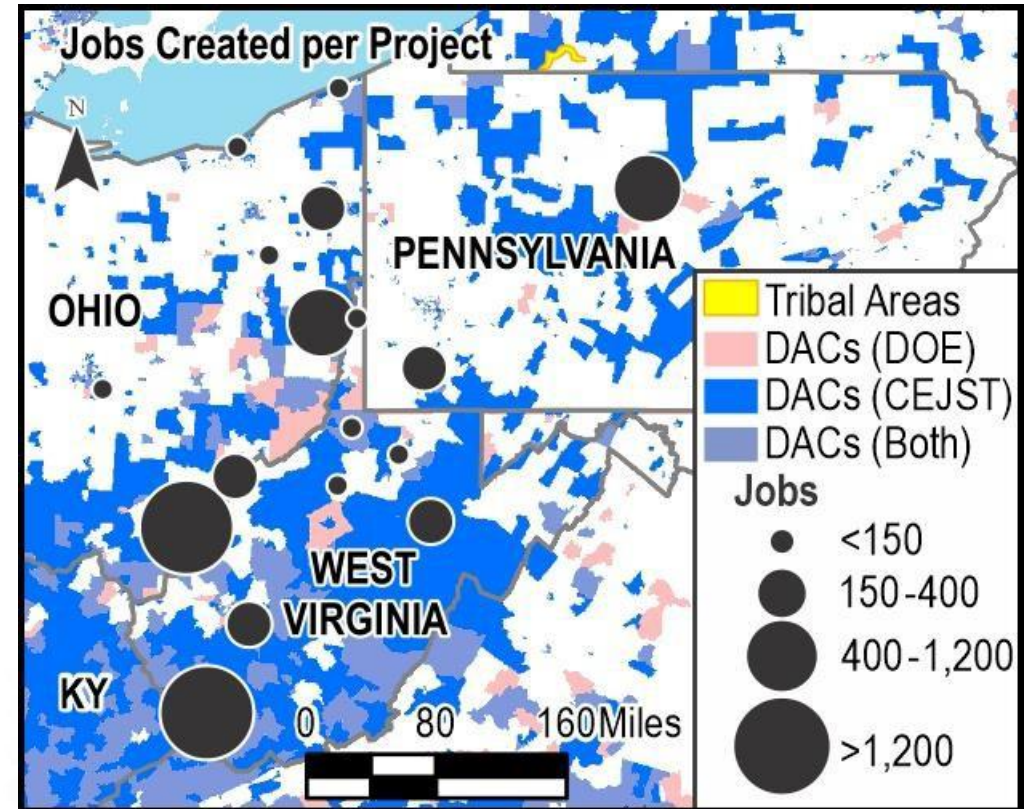 Jobs Created per Project
N
PENNSYLVANIA
OHIO
WEST
VIRGINIA
KY
0 80 160Miles
Tribal Areas
DACs (DOE)
DACs (CEJST)
DACs (Both)
Jobs
<150
150-400
400-1,200
>1,200